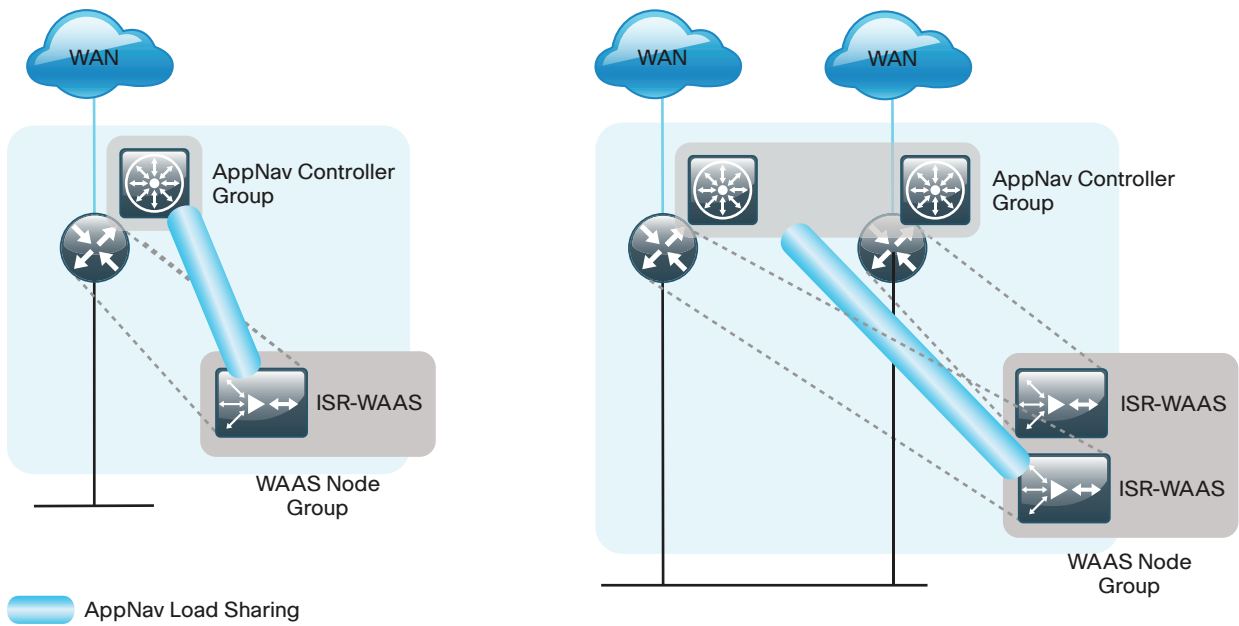 WAN
AppNav Controller
Group
ISR-WAAS
WAAS Node
Group
WAN
WAN
AppNav Controller
Group
ISR-WAAS
ISR-WAAS
WAAS Node
Group
AppNav Load Sharing